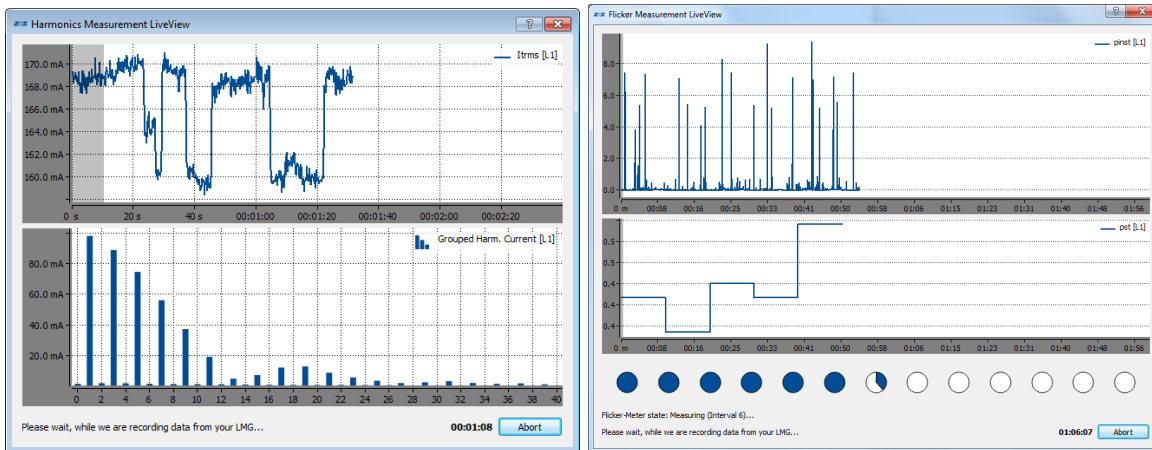 ZES Harmonics Measurement LiveView
Itrms [L1]
170.0 mA
168.0 mA
166.0 mA
164.0 mA
162.0 mA
160.0 mA
0 s 20 s 40 s 00:01:00 00:01:20 00:01:40 00:02:00 00:02:20
Grouped Harm. Current [L1]
80.0 mA
60.0 mA
40.0 mA
20.0 mA
0 2 4 6 8 10 12 14 16 18 20 22 24 26 28 30 32 34 36 38 40
Please wait, while we are recording data from your LMG... 00:01:08 Abort
ZES Flicker Measurement LiveView
pinst [L1]
8.0
6.0
4.0
2.0
0.0
0 m 00:08 00:16 00:25 00:33 00:41 00:50 00:58 01:06 01:15 01:23 01:31 01:40 01:48 01:56
pst [L1]
0.5
0.5
0.4
0.4
0.4
0 m 00:08 00:16 00:25 00:33 00:41 00:50 00:58 01:06 01:15 01:23 01:31 01:40 01:48 01:56
Flicker-Meter state: Measuring (Interval 6)...
Please wait, while we are recording data from your LMG... 01:06:07 Abort